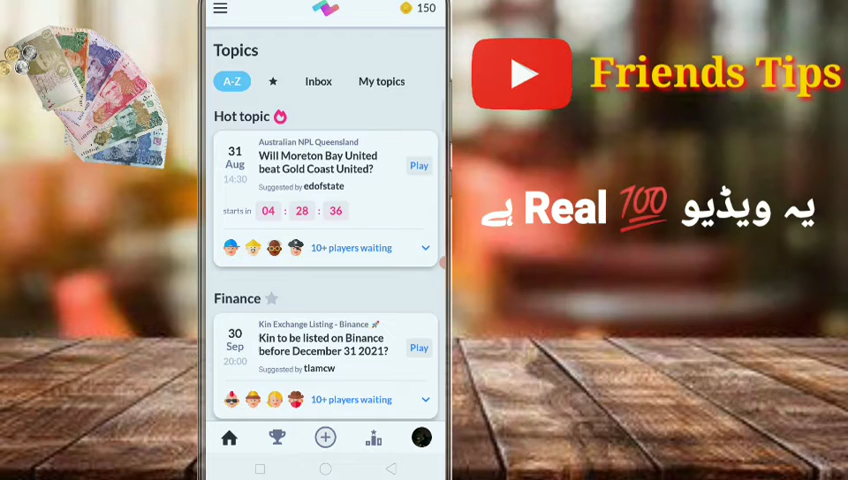 150
Topics
A-Z
Inbox
My topics
Hot topic
31
Aug
14:30
Australian NPL Queensland
Will Moreton Bay United
beat Gold Coast United?
Suggested by edofstate
Play
starts in 04 : 28 : 36
10+ players waiting
Finance
30
Sep
20:00
Kin Exchange Listing - Binance 🚀
Kin to be listed on Binance
before December 31 2021?
Suggested by tlamcw
Play
10+ players waiting
Friends Tips
یہ ویڈیو 💯 Real ہے